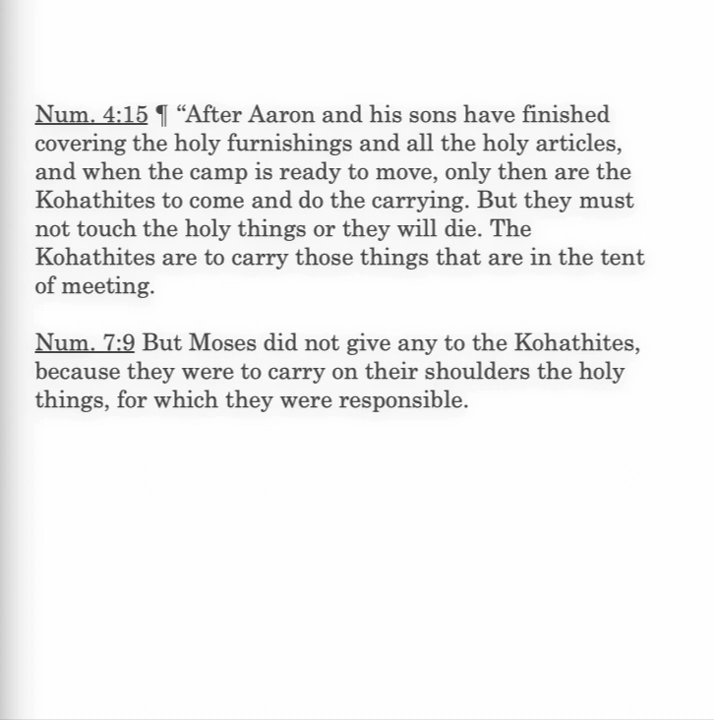 Num. 4:15 ¶ “After Aaron and his sons have finished
covering the holy furnishings and all the holy articles,
and when the camp is ready to move, only then are the
Kohathites to come and do the carrying. But they must
not touch the holy things or they will die. The
Kohathites are to carry those things that are in the tent
of meeting.
Num. 7:9 But Moses did not give any to the Kohathites,
because they were to carry on their shoulders the holy
things, for which they were responsible.